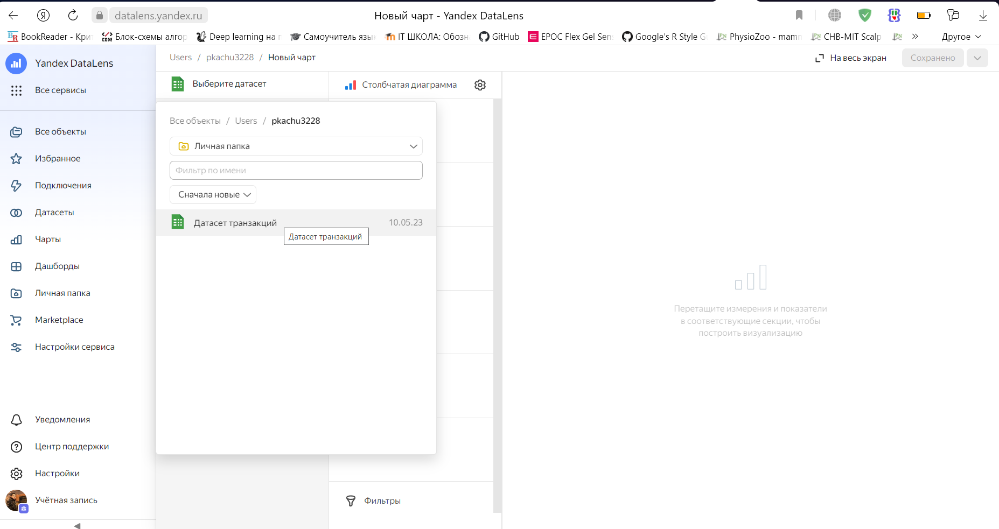 datalens.yandex.ru
Новый чарт - Yandex DataLens
BookReader - Кри
Блок-схемы алгор
Deep learning на
Самоучитель язы
IT ШКОЛА: Обозн
GitHub
EPOC Flex Gel Sen
Google's R Style G
PhysioZoo - mam
CHB-MIT Scalp
»
Другое
Yandex DataLens
Users / pkachu3228 / Новый чарт
На весь экран
Сохранено
Все сервисы
Выберите датасет
Столбчатая диаграмма
Все объекты
Избранное
Подключения
Датасеты
Чарты
Дашборды
Личная папка
Marketplace
Настройки сервиса
Уведомления
Центр поддержки
Настройки
Учётная запись
Все объекты / Users / pkachu3228
Личная папка
Фильтр по имени
Сначала новые
Датасет транзакций 10.05.23
Датасет транзакций
Фильтры
Перетащите измерения и показатели
в соответствующие секции, чтобы
построить визуализацию